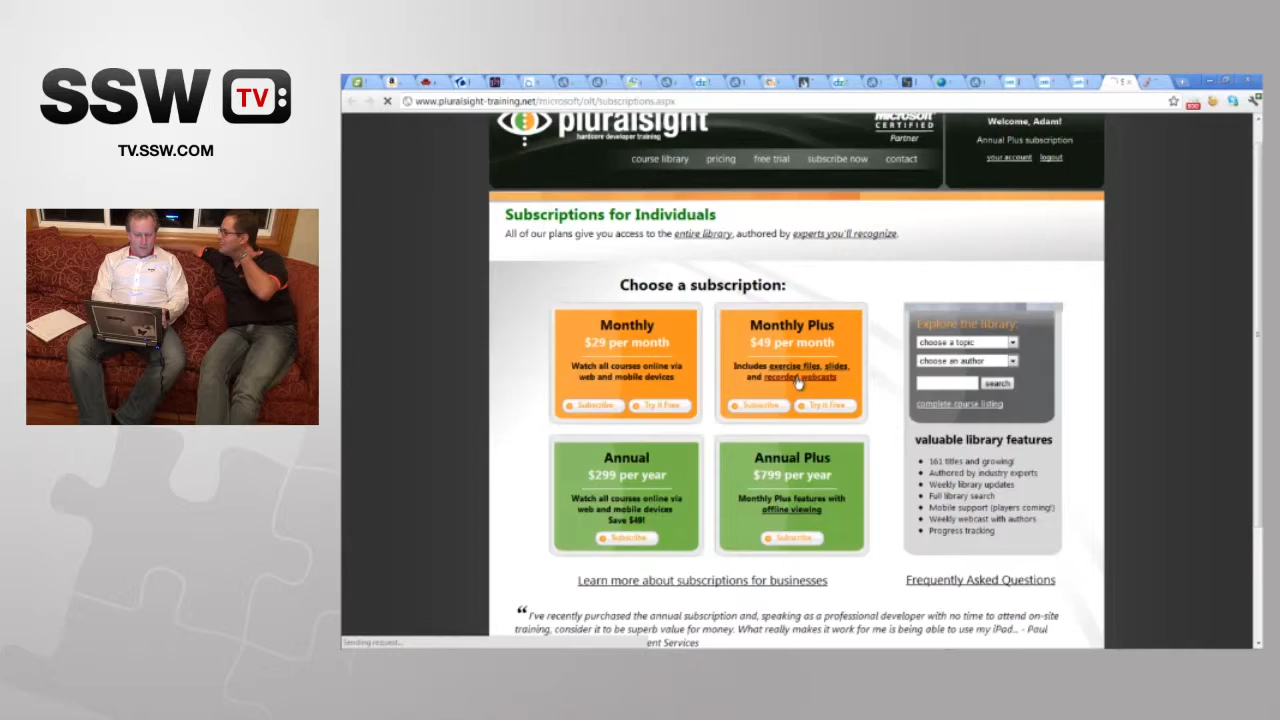 SSW TV:
TV.SSW.COM
www.pluralsight-training.net/microsoft/olt/subscriptions.aspx
pluralsight
hardcore developer training
Microsoft
CERTIFIED
Partner
Welcome, Adam!
Annual Plus subscription
your account logout
course library pricing free trial subscribe now contact
Subscriptions for Individuals
All of our plans give you access to the entire library, authored by experts you'll recognize.
Choose a subscription:
Monthly
$29 per month
Watch all courses online via
web and mobile devices
Subscribe Try it Free
Monthly Plus
$49 per month
Includes exercise files, slides,
and recorded webcasts
Subscribe Try it Free
Annual
$299 per year
Watch all courses online via
web and mobile devices
Save $49!
Subscribe
Annual Plus
$799 per year
Monthly Plus features with
offline viewing
Subscribe
Explore the library:
choose a topic
choose an author
search
complete course listing
valuable library features
161 titles and growing!
Authored by industry experts
Weekly library updates
Full library search
Mobile support (players coming!)
Weekly webcast with authors
Progress tracking
Learn more about subscriptions for businesses
Frequently Asked Questions
“ I've recently purchased the annual subscription and, speaking as a professional developer with no time to attend on-site
training, consider it to be superb value for money. What really makes it work for me is being able to use my iPad... - Paul
ent Services
Sending request...